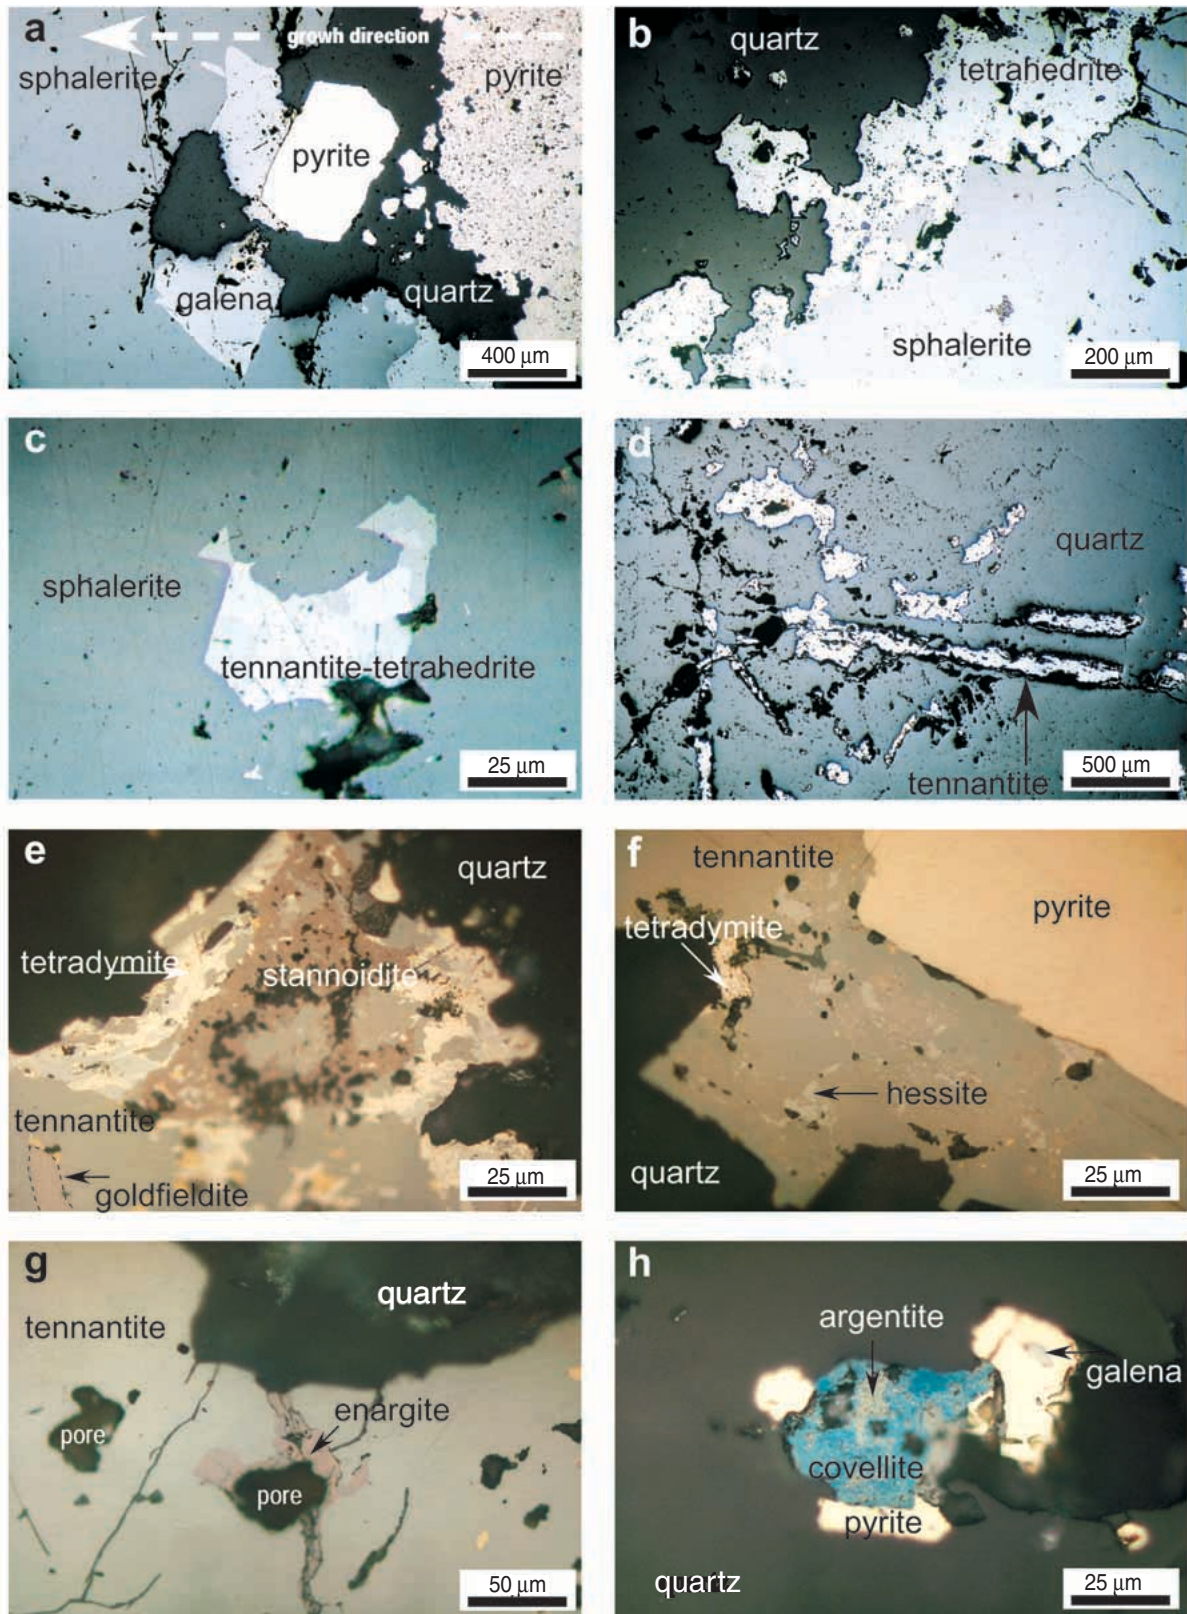 a
growh direction
sphalerite
pyrite
pyrite
galena
quartz
400 μm
b
quartz
tetrahedrite
sphalerite
200 μm
c
sphalerite
tennantite-tetrahedrite
25 μm
d
quartz
tennantite
500 μm
e
quartz
tetradymite
stannoidite
tennantite
goldfieldite
25 μm
f
tennantite
pyrite
tetradymite
hessite
quartz
25 μm
g
quartz
tennantite
enargite
pore
pore
50 μm
h
argentite
galena
covellite
pyrite
quartz
25 μm